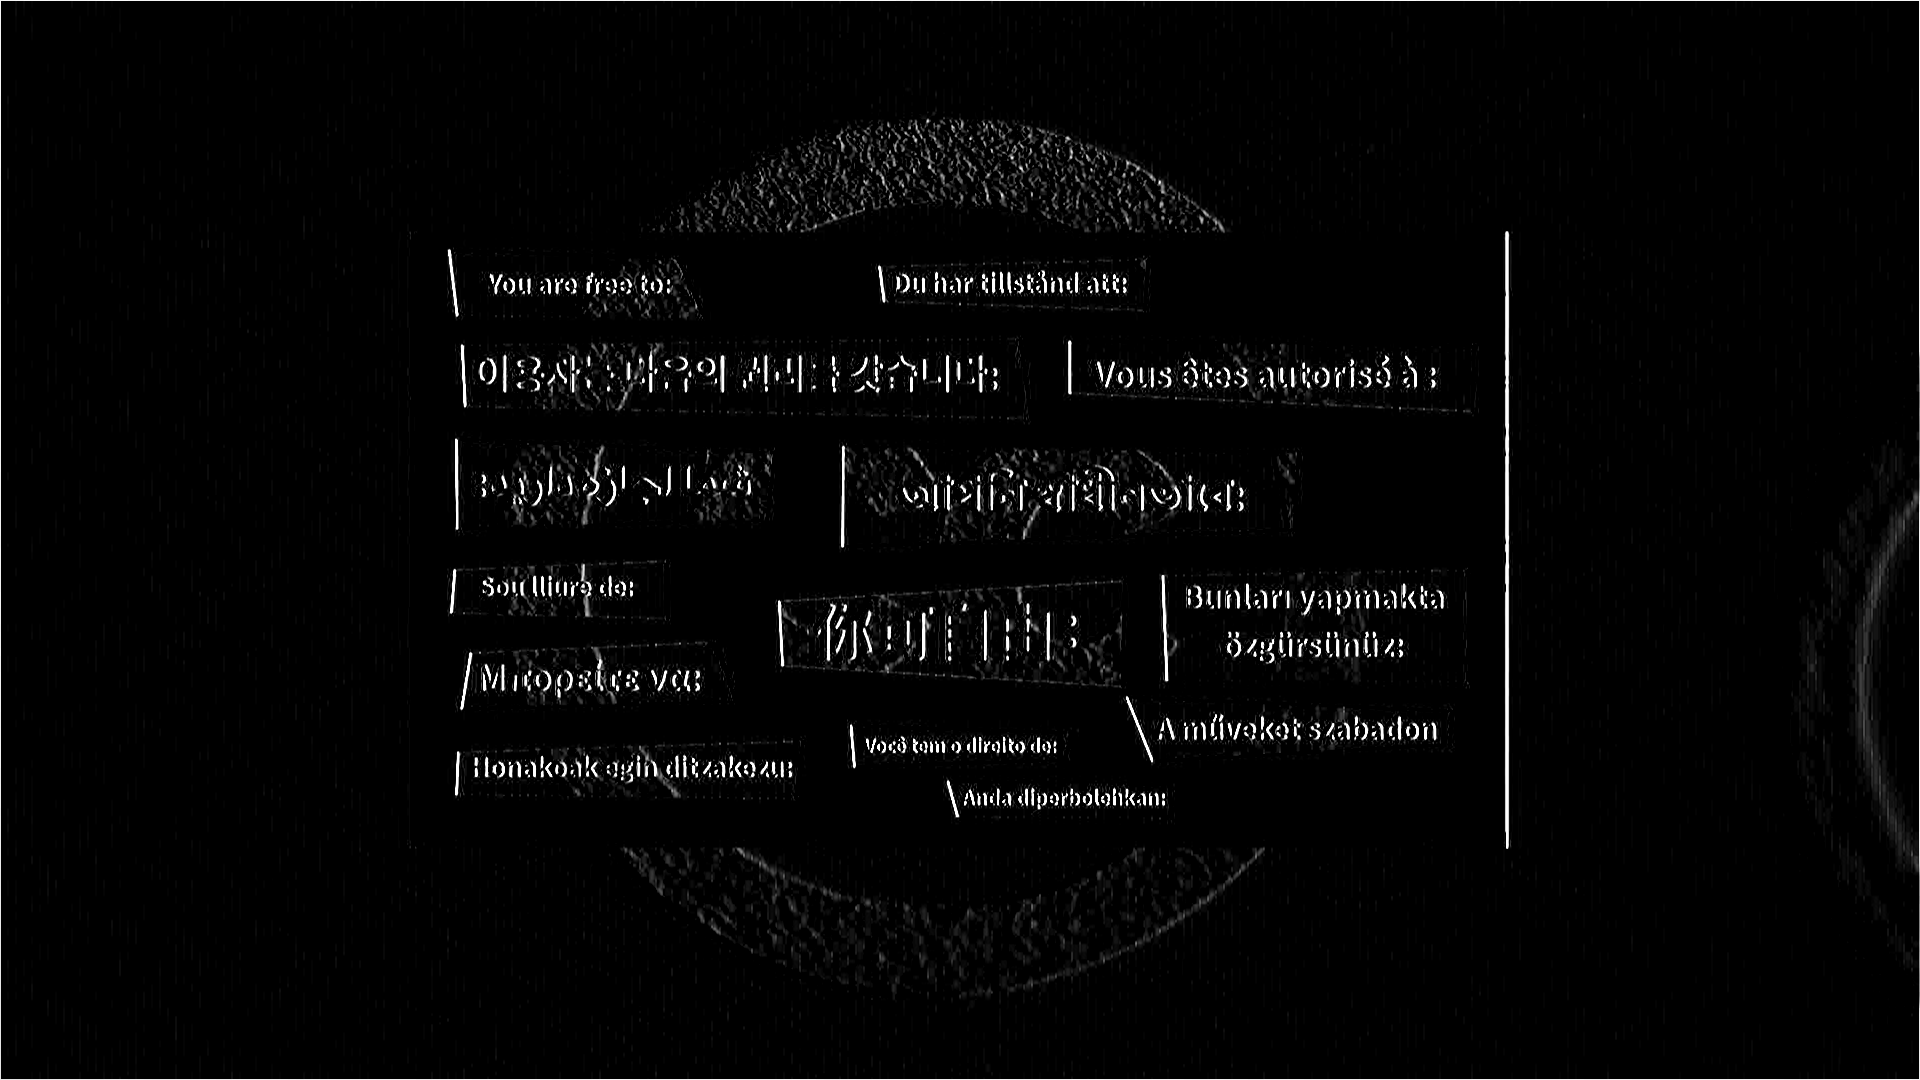 You are free to:
Du har tillstånd att:
이용자는 다음의 권리를 갖습니다:
Vous êtes autorisé à :
আপনি স্বাধীনভাবে:
Sou lliure de:
你可自由:
Bunları yapmakta
özgürsünüz:
Μπορείτε να:
A műveket szabadon
Você tem o direito de:
Honakoak egin ditzakezu:
Anda diperbolehkan: